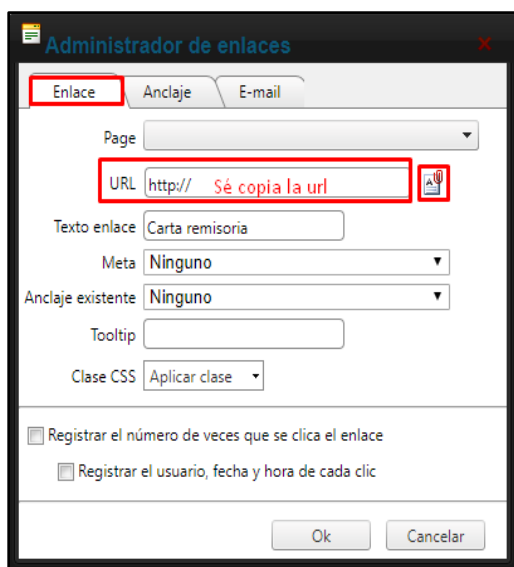 Administrador de enlaces
Enlace Anclaje E-mail
Page
URL http:// Sé copia la url
Texto enlace Carta remisoria
Meta Ninguno
Anclaje existente Ninguno
Tooltip
Clase CSS Aplicar clase
Registrar el número de veces que se clica el enlace
Registrar el usuario, fecha y hora de cada clic
Ok Cancelar